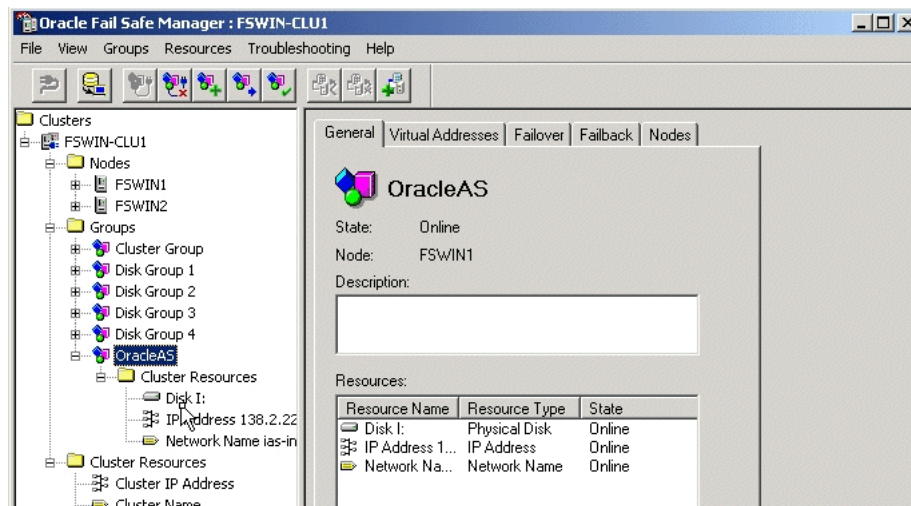 Oracle Fail Safe Manager : FSWIN-CLU1
File View Groups Resources Troubleshooting Help
Clusters
FSWIN-CLU1
Nodes
FSWIN1
FSWIN2
Groups
Cluster Group
Disk Group 1
Disk Group 2
Disk Group 3
Disk Group 4
OracleAS
Cluster Resources
Disk I:
IP Address 138.2.22
Network Name ias-in
Cluster Resources
Cluster IP Address
Cluster Name
General Virtual Addresses Failover Failback Nodes
OracleAS
State: Online
Node: FSWIN1
Description:
Resources:
Resource Name Resource Type State
Disk I: Physical Disk Online
IP Address 1... IP Address Online
Network Na... Network Name Online